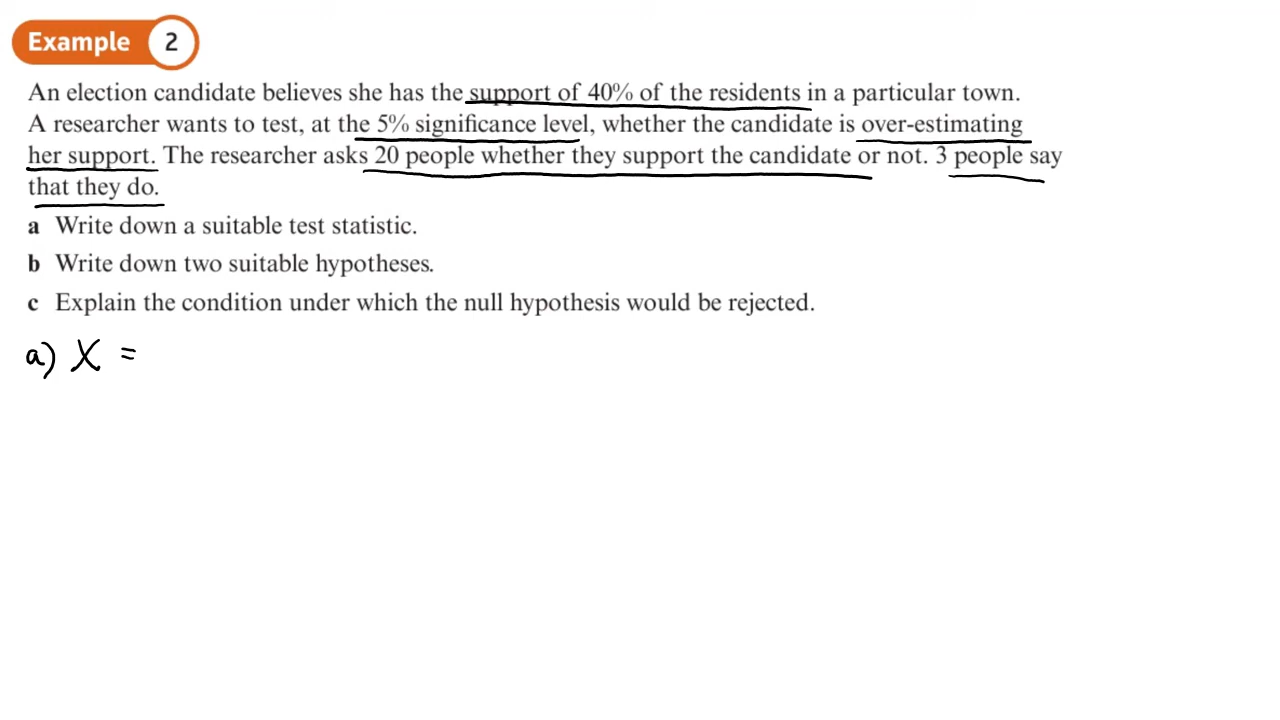 Example 2
An election candidate believes she has the support of 40% of the residents in a particular town.
A researcher wants to test, at the 5% significance level, whether the candidate is over-estimating
her support. The researcher asks 20 people whether they support the candidate or not. 3 people say
that they do.
a Write down a suitable test statistic.
b Write down two suitable hypotheses.
c Explain the condition under which the null hypothesis would be rejected.
a) X =